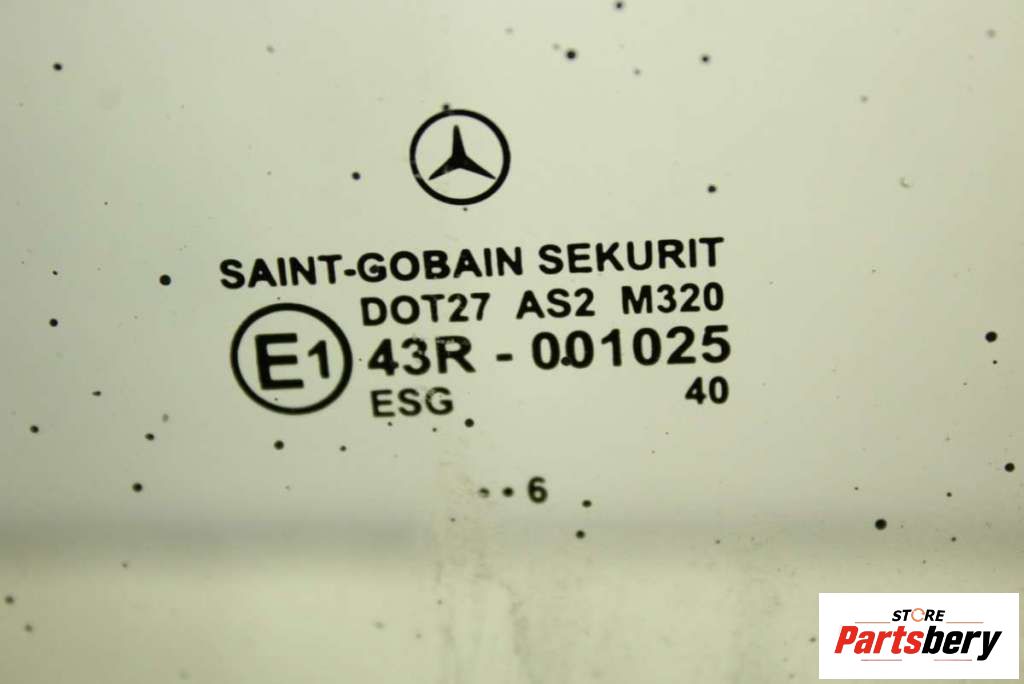 SAINT-GOBAIN SEKURIT
DOT27 AS2 M320
E1 43R - 001025
ESG 40
• • 6
STORE
Partsbery